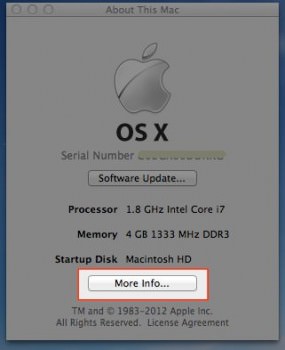 About This Mac
OS X
Serial Number
Software Update...
Processor 1.8 GHz Intel Core i7
Memory 4 GB 1333 MHz DDR3
Startup Disk Macintosh HD
More Info...
TM and © 1983-2012 Apple Inc.
All Rights Reserved. License Agreement